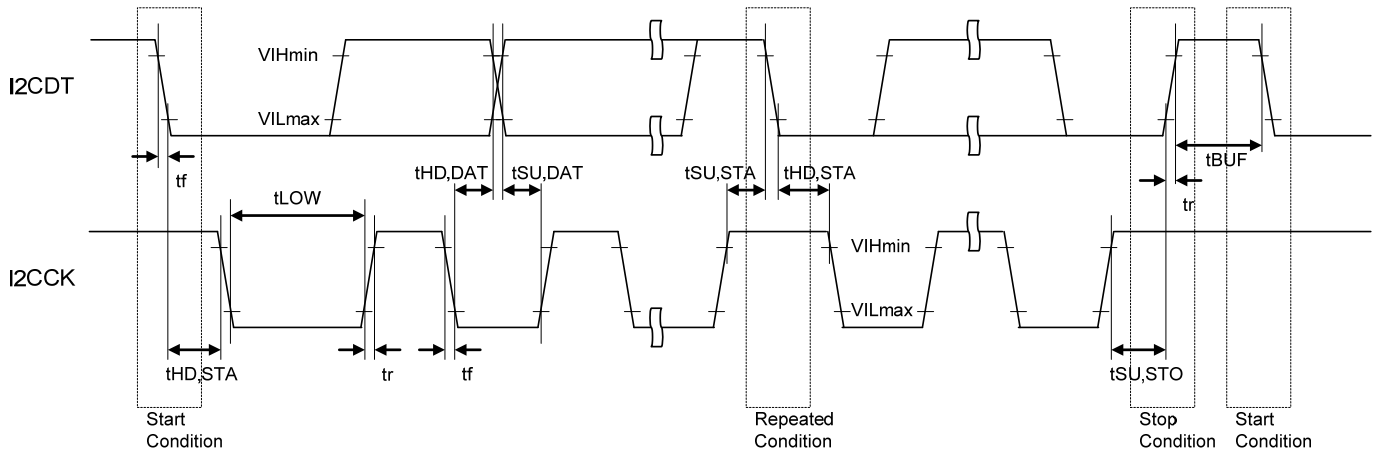 I2CDT
VIHmin
VILmax
tf
tHD,DAT
tSU,DAT
tSU,STA
tHD,STA
tBUF
tr
tLOW
I2CCK
VIHmin
VILmax
tHD,STA
tr
tf
tSU,STO
Start
Condition
Repeated
Condition
Stop
Condition
Start
Condition